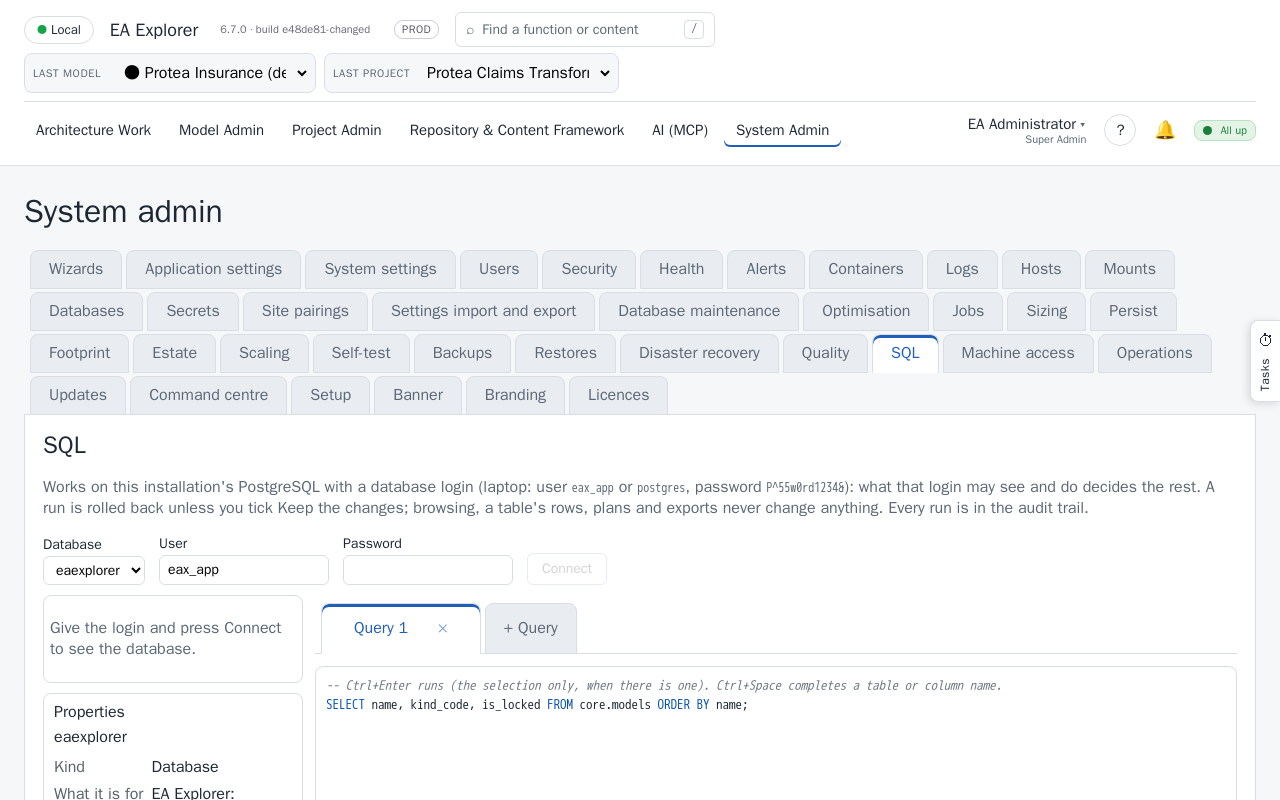 Local
EA Explorer
6.7.0 · build e48de81-changed
PROD
Find a function or content
/
LAST MODEL
Protea Insurance (de
LAST PROJECT
Protea Claims Transfor
Architecture Work
Model Admin
Project Admin
Repository & Content Framework
AI (MCP)
System Admin
EA Administrator
Super Admin
?
All up
System admin
Wizards
Application settings
System settings
Users
Security
Health
Alerts
Containers
Logs
Hosts
Mounts
Databases
Secrets
Site pairings
Settings import and export
Database maintenance
Optimisation
Jobs
Sizing
Persist
Footprint
Estate
Scaling
Self-test
Backups
Restores
Disaster recovery
Quality
SQL
Machine access
Operations
Updates
Command centre
Setup
Banner
Branding
Licences
Tasks
SQL
Works on this installation's PostgreSQL with a database login (laptop: user eax_app or postgres, password P^55w0rd1234&): what that login may see and do decides the rest. A
run is rolled back unless you tick Keep the changes; browsing, a table's rows, plans and exports never change anything. Every run is in the audit trail.
Database
User
Password
eaexplorer
eax_app
Connect
Give the login and press Connect
to see the database.
Query 1 ×
+ Query
-- Ctrl+Enter runs (the selection only, when there is one). Ctrl+Space completes a table or column name.
SELECT name, kind_code, is_locked FROM core.models ORDER BY name;
Properties
eaexplorer
Kind Database
What it is for EA Explorer: